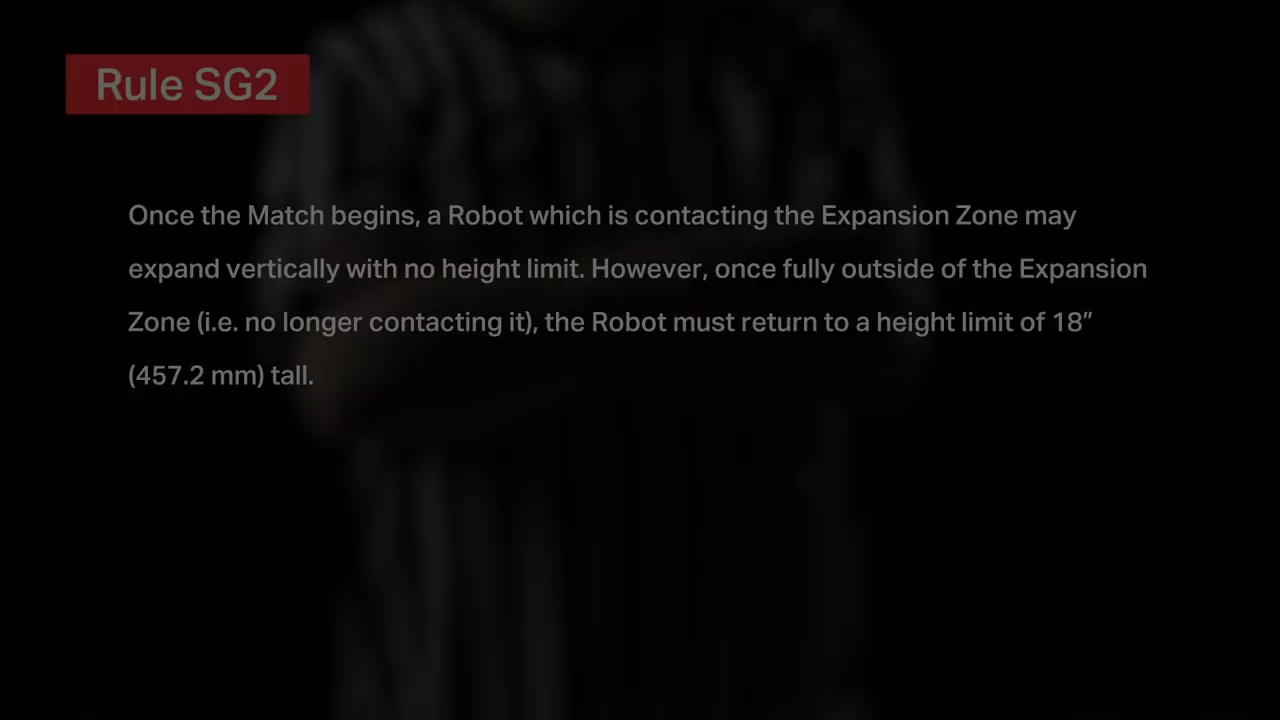 Rule SG2
Once the Match begins, a Robot which is contacting the Expansion Zone may
expand vertically with no height limit. However, once fully outside of the Expansion
Zone (i.e. no longer contacting it), the Robot must return to a height limit of 18”
(457.2 mm) tall.